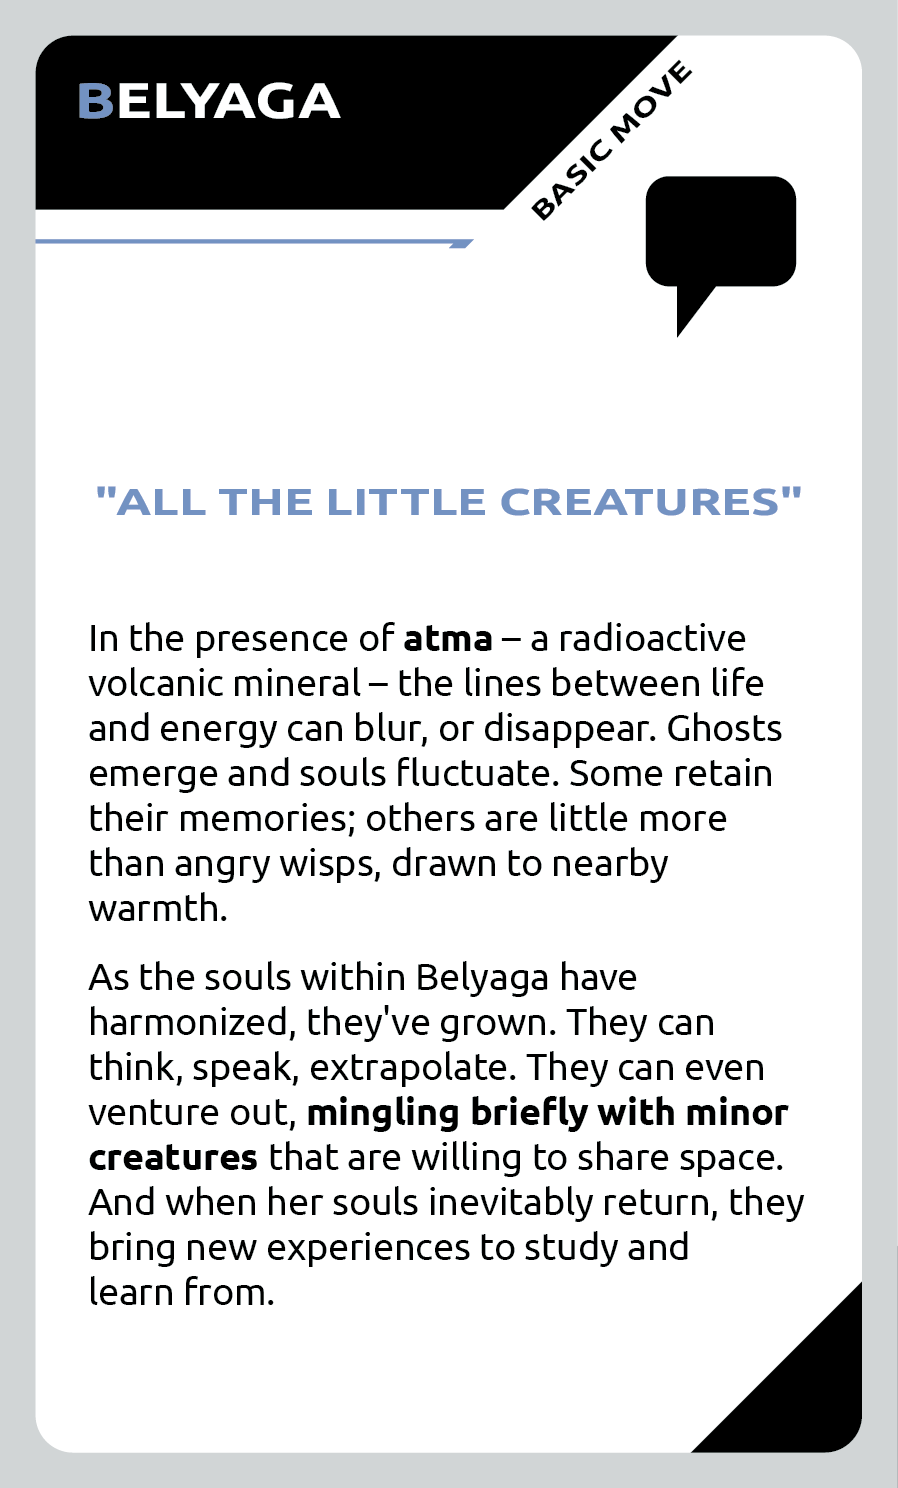 BELYAGA
BASIC MOVE
"ALL THE LITTLE CREATURES"
In the presence of atma – a radioactive
volcanic mineral – the lines between life
and energy can blur, or disappear. Ghosts
emerge and souls fluctuate. Some retain
their memories; others are little more
than angry wisps, drawn to nearby
warmth.
As the souls within Belyaga have
harmonized, they've grown. They can
think, speak, extrapolate. They can even
venture out, mingling briefly with minor
creatures that are willing to share space.
And when her souls inevitably return, they
bring new experiences to study and
learn from.